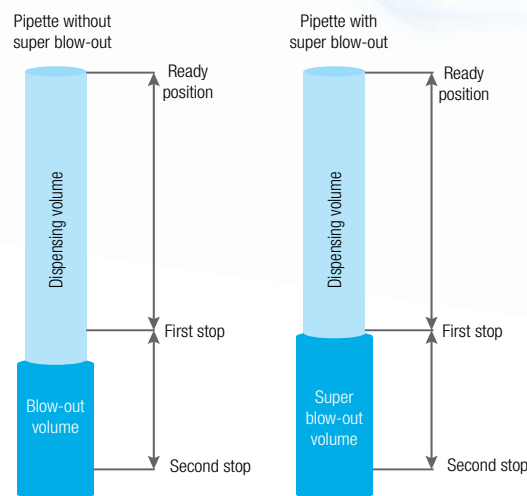 Pipette without
super blow-out
Ready
position
Dispensing volume
First stop
Blow-out
volume
Second stop
Pipette with
super blow-out
Ready
position
Dispensing volume
First stop
Super
blow-out
volume
Second stop